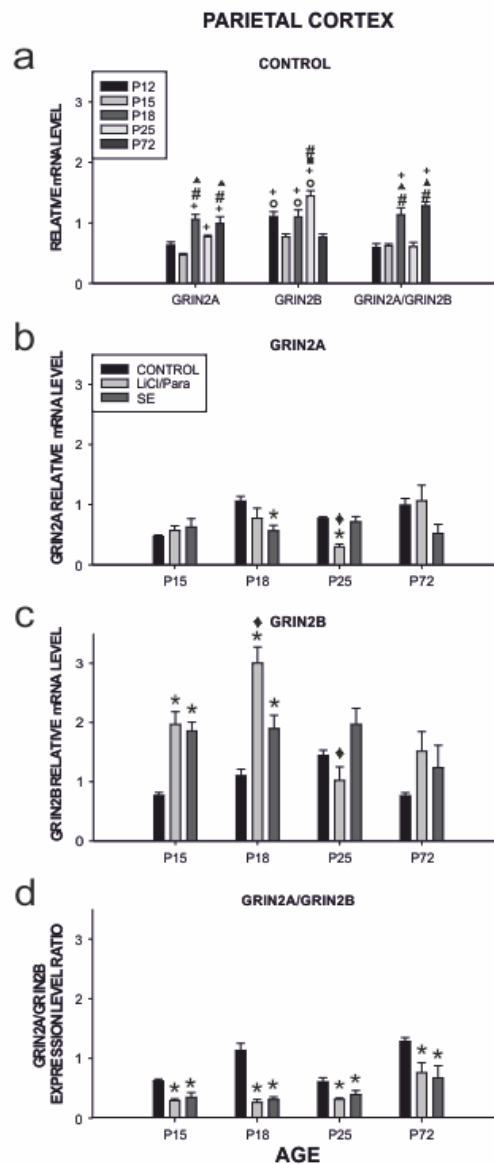 PARIETAL CORTEX
a
CONTROL
P12
P15
P18
P25
P72
RELATIVE mRNA LEVEL
3
2
1
0
▲
#
+
+
▲
#
+
+
o
+
o
#
■
+
o
+
▲
#
+
▲
#
GRIN2A GRIN2B GRIN2A/GRIN2B
b
GRIN2A
CONTROL
LiCl/Para
SE
GRIN2A RELATIVE mRNA LEVEL
3
2
1
0
*
♦
*
P15 P18 P25 P72
c
GRIN2B
GRIN2B RELATIVE mRNA LEVEL
3
2
1
0
* *
♦
*
*
♦
P15 P18 P25 P72
d
GRIN2A/GRIN2B
GRIN2A/GRIN2B
EXPRESSION LEVEL RATIO
3
2
1
0
* * * * * * * *
P15 P18 P25 P72
AGE